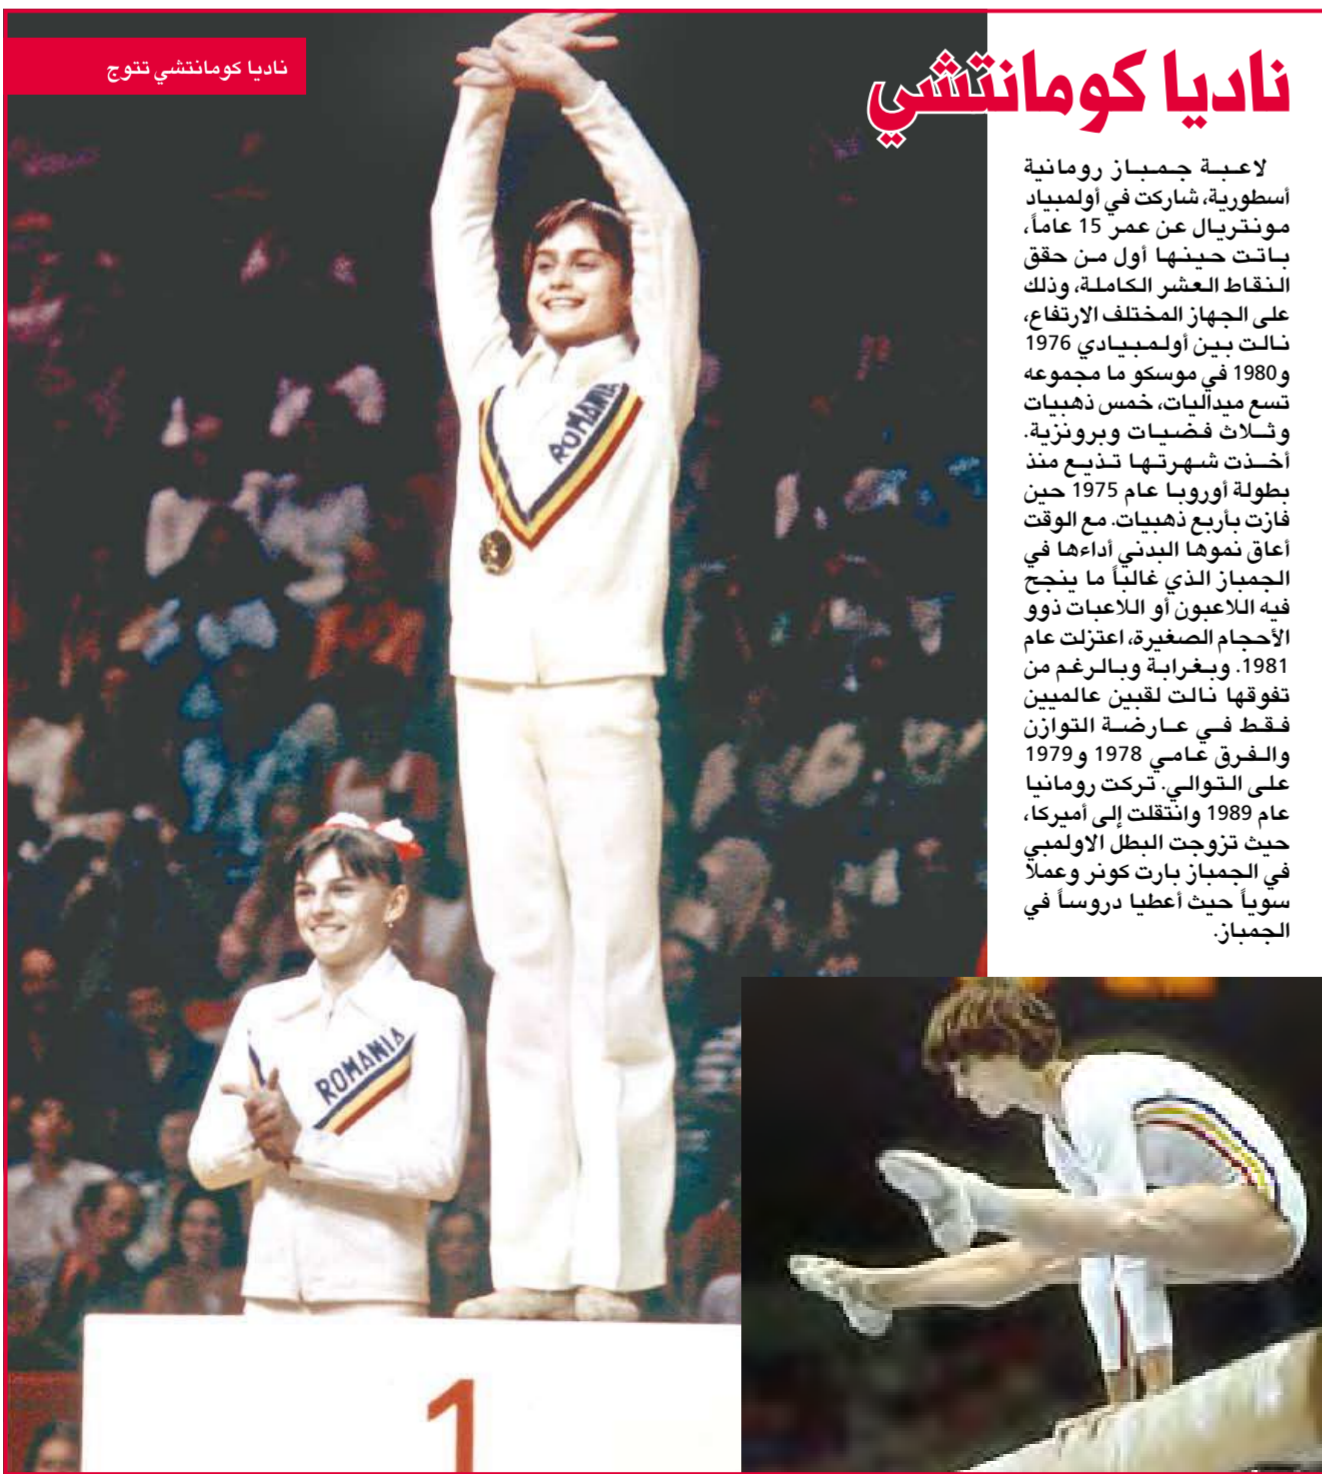 ناديا كومانتشي
ناديا كومانتشي تتوج
لاعبة جمباز رومانية
أسطورية، شاركت في أولمبياد
مونتريال عن عمر 15 عاماً،
باتت حينها أول من حقق
النقاط العشر الكاملة، وذلك
على الجهاز المختلف الارتفاع،
نالت بين أولمبيادي 1976
و1980 في موسكو ما مجموعه
تسع ميداليات، خمس ذهبيات
وثلاث فضيات وبرونزية.
أخذت شهرتها تذيع منذ
بطولة أوروبا عام 1975 حين
فازت بأربع ذهبيات. مع الوقت
أعاق نموها البدني أداءها في
الجمباز الذي غالباً ما ينجح
فيه اللاعبون أو اللاعبات ذوو
الأحجام الصغيرة، اعتزلت عام
1981. وبغرابة وبالرغم من
تفوقها نالت لقبين عالميين
فقط في عارضة التوازن
والفرق عامي 1978 و1979
على التوالي. تركت رومانيا
عام 1989 وانتقلت إلى أميركا،
حيث تزوجت البطل الاولمبي
في الجمباز بارت كونر وعملا
سوياً حيث أعطيا دروساً في
الجمباز.
ROMANIA
ROMANIA
1